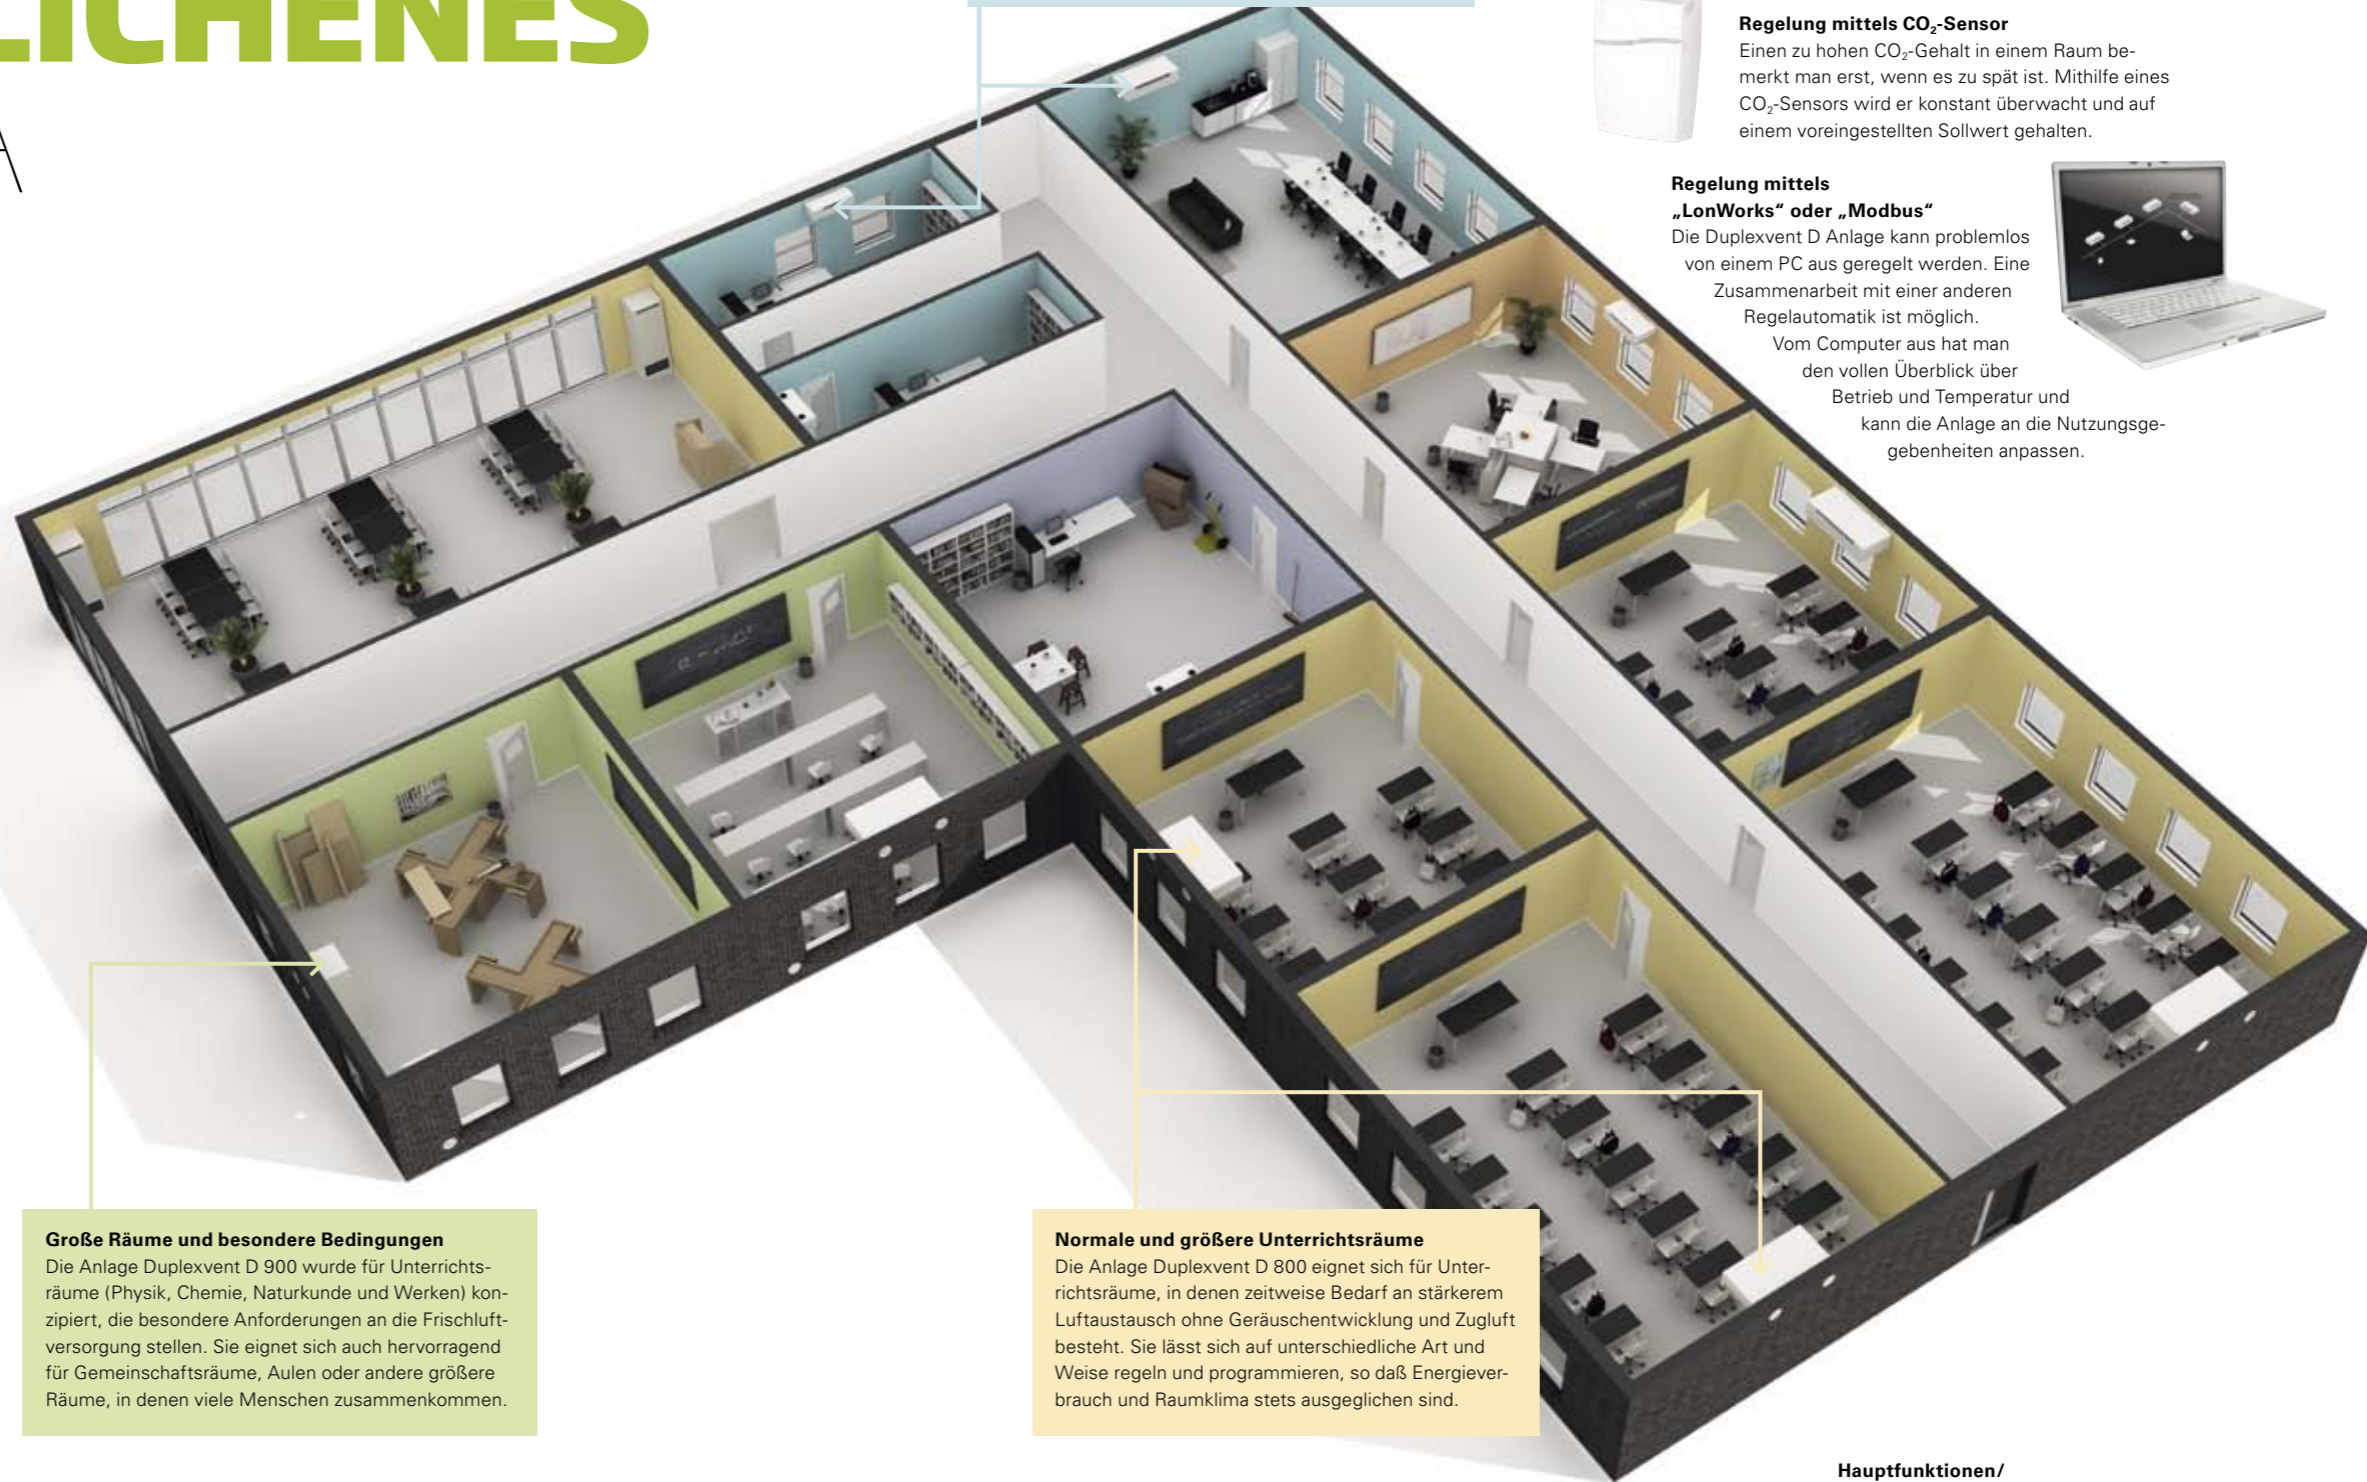 LICHENES
A
Regelung mittels CO₂-Sensor
Einen zu hohen CO₂-Gehalt in einem Raum be-
merkt man erst, wenn es zu spät ist. Mithilfe eines
CO₂-Sensors wird er konstant überwacht und auf
einem voreingestellten Sollwert gehalten.
Regelung mittels
„LonWorks“ oder „Modbus“
Die Duplexvent D Anlage kann problemlos
von einem PC aus geregelt werden. Eine
Zusammenarbeit mit einer anderen
Regelautomatik ist möglich.
Vom Computer aus hat man
den vollen Überblick über
Betrieb und Temperatur und
kann die Anlage an die Nutzungsge-
gebenheiten anpassen.
Große Räume und besondere Bedingungen
Die Anlage Duplexvent D 900 wurde für Unterrichts-
räume (Physik, Chemie, Naturkunde und Werken) kon-
zipiert, die besondere Anforderungen an die Frischluft-
versorgung stellen. Sie eignet sich auch hervorragend
für Gemeinschaftsräume, Aulen oder andere größere
Räume, in denen viele Menschen zusammenkommen.
Normale und größere Unterrichtsräume
Die Anlage Duplexvent D 800 eignet sich für Unter-
richtsräume, in denen zeitweise Bedarf an stärkerem
Luftaustausch ohne Geräuschentwicklung und Zugluft
besteht. Sie lässt sich auf unterschiedliche Art und
Weise regeln und programmieren, so daß Energiever-
brauch und Raumklima stets ausgeglichen sind.
Hauptfunktionen/